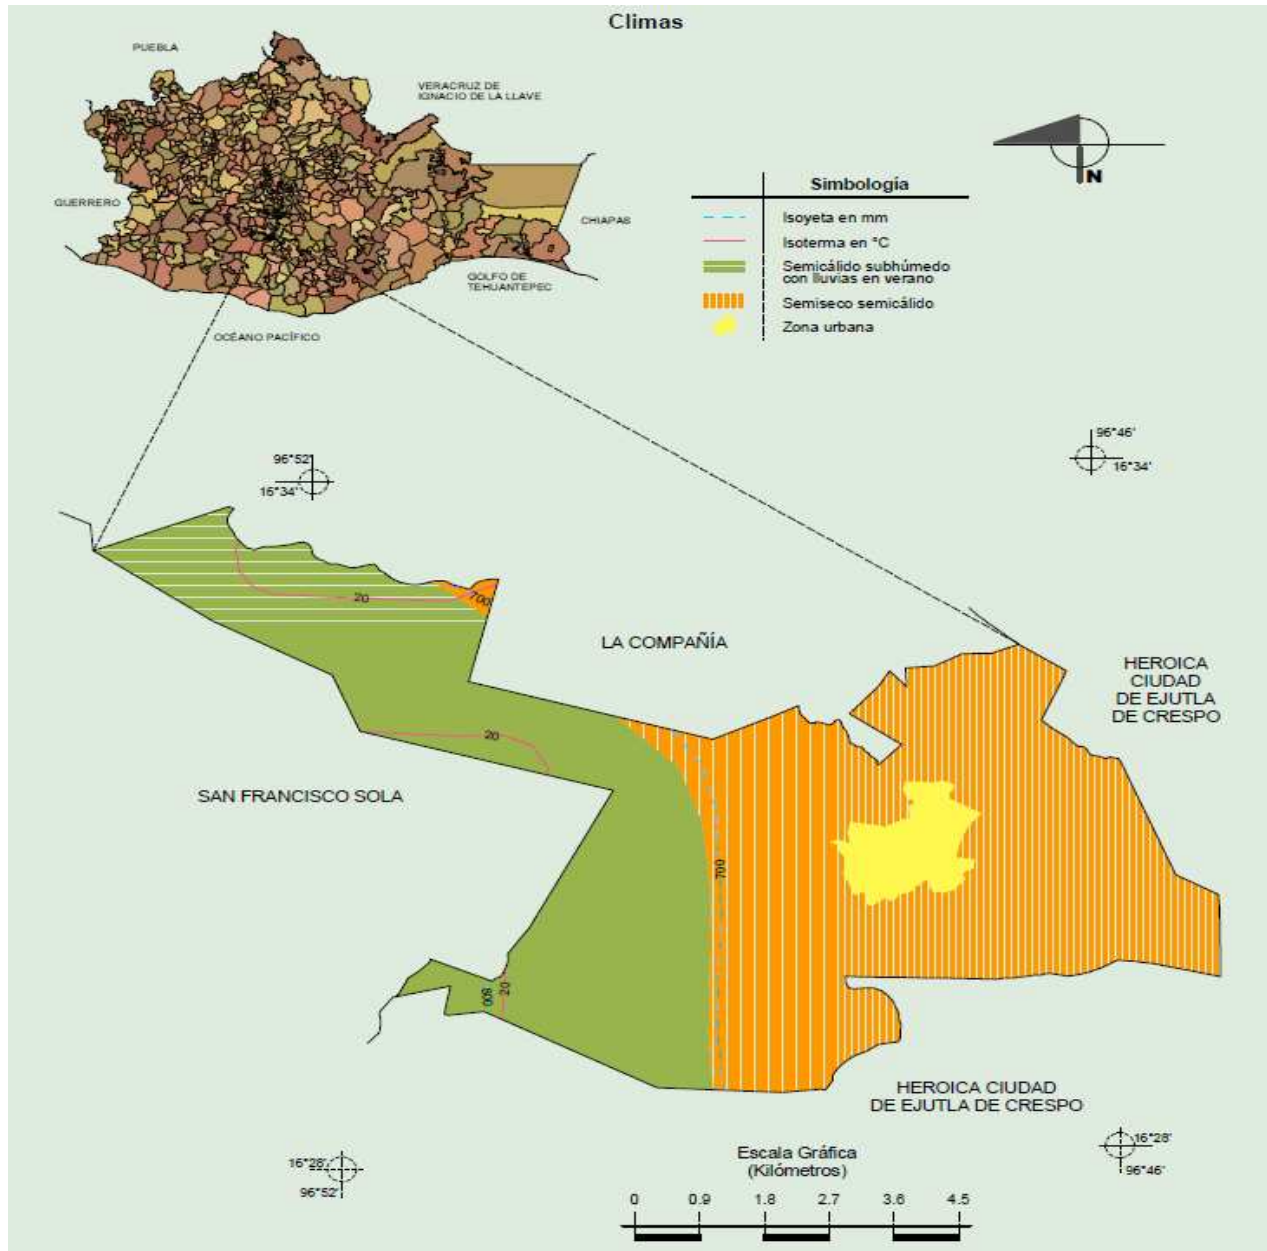 Climas
PUEBLA
VERACRUZ DE
IGNACIO DE LA LLAVE
GUERRERO
CHIAPAS
GOLFO DE
TEHUANTEPEC
OCÉANO PACÍFICO
N
Simbología
Isoyeta en mm
Isoterma en °C
Semicálido subhúmedo
con lluvias en verano
Semiseco semicálido
Zona urbana
96°52'
16°34'
96°46'
16°34'
20
700
LA COMPAÑÍA
HEROICA
CIUDAD
DE EJUTLA
DE CRESPO
20
SAN FRANCISCO SOLA
700
800
20
HEROICA CIUDAD
DE EJUTLA DE CRESPO
16°28'
96°52'
16°28'
96°46'
Escala Gráfica
(Kilómetros)
0 0.9 1.8 2.7 3.6 4.5